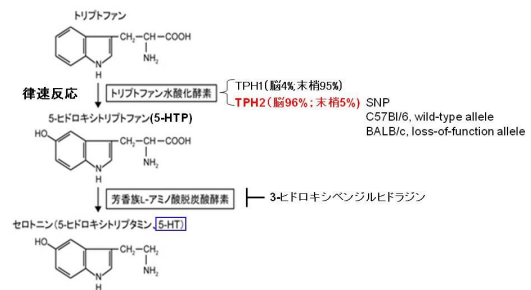 トリプトファン
CH₂
CH
COOH
NH₂
N
H
律速反応
トリプトファン水酸化酵素
TPH1(脳4%;末梢95%)
TPH2(脳96%;末梢5%) SNP
C57Bl/6, wild-type allele
BALB/c, loss-of-function allele
5-ヒドロキシトリプトファン(5-HTP)
HO
CH₂
CH
COOH
NH₂
N
H
芳香族L-アミノ酸脱炭酸酵素
3-ヒドロキシベンジルヒドラジン
セロトニン(5-ヒドロキシトリプタミン、5-HT)
HO
CH₂
CH₂
NH₂
N
H